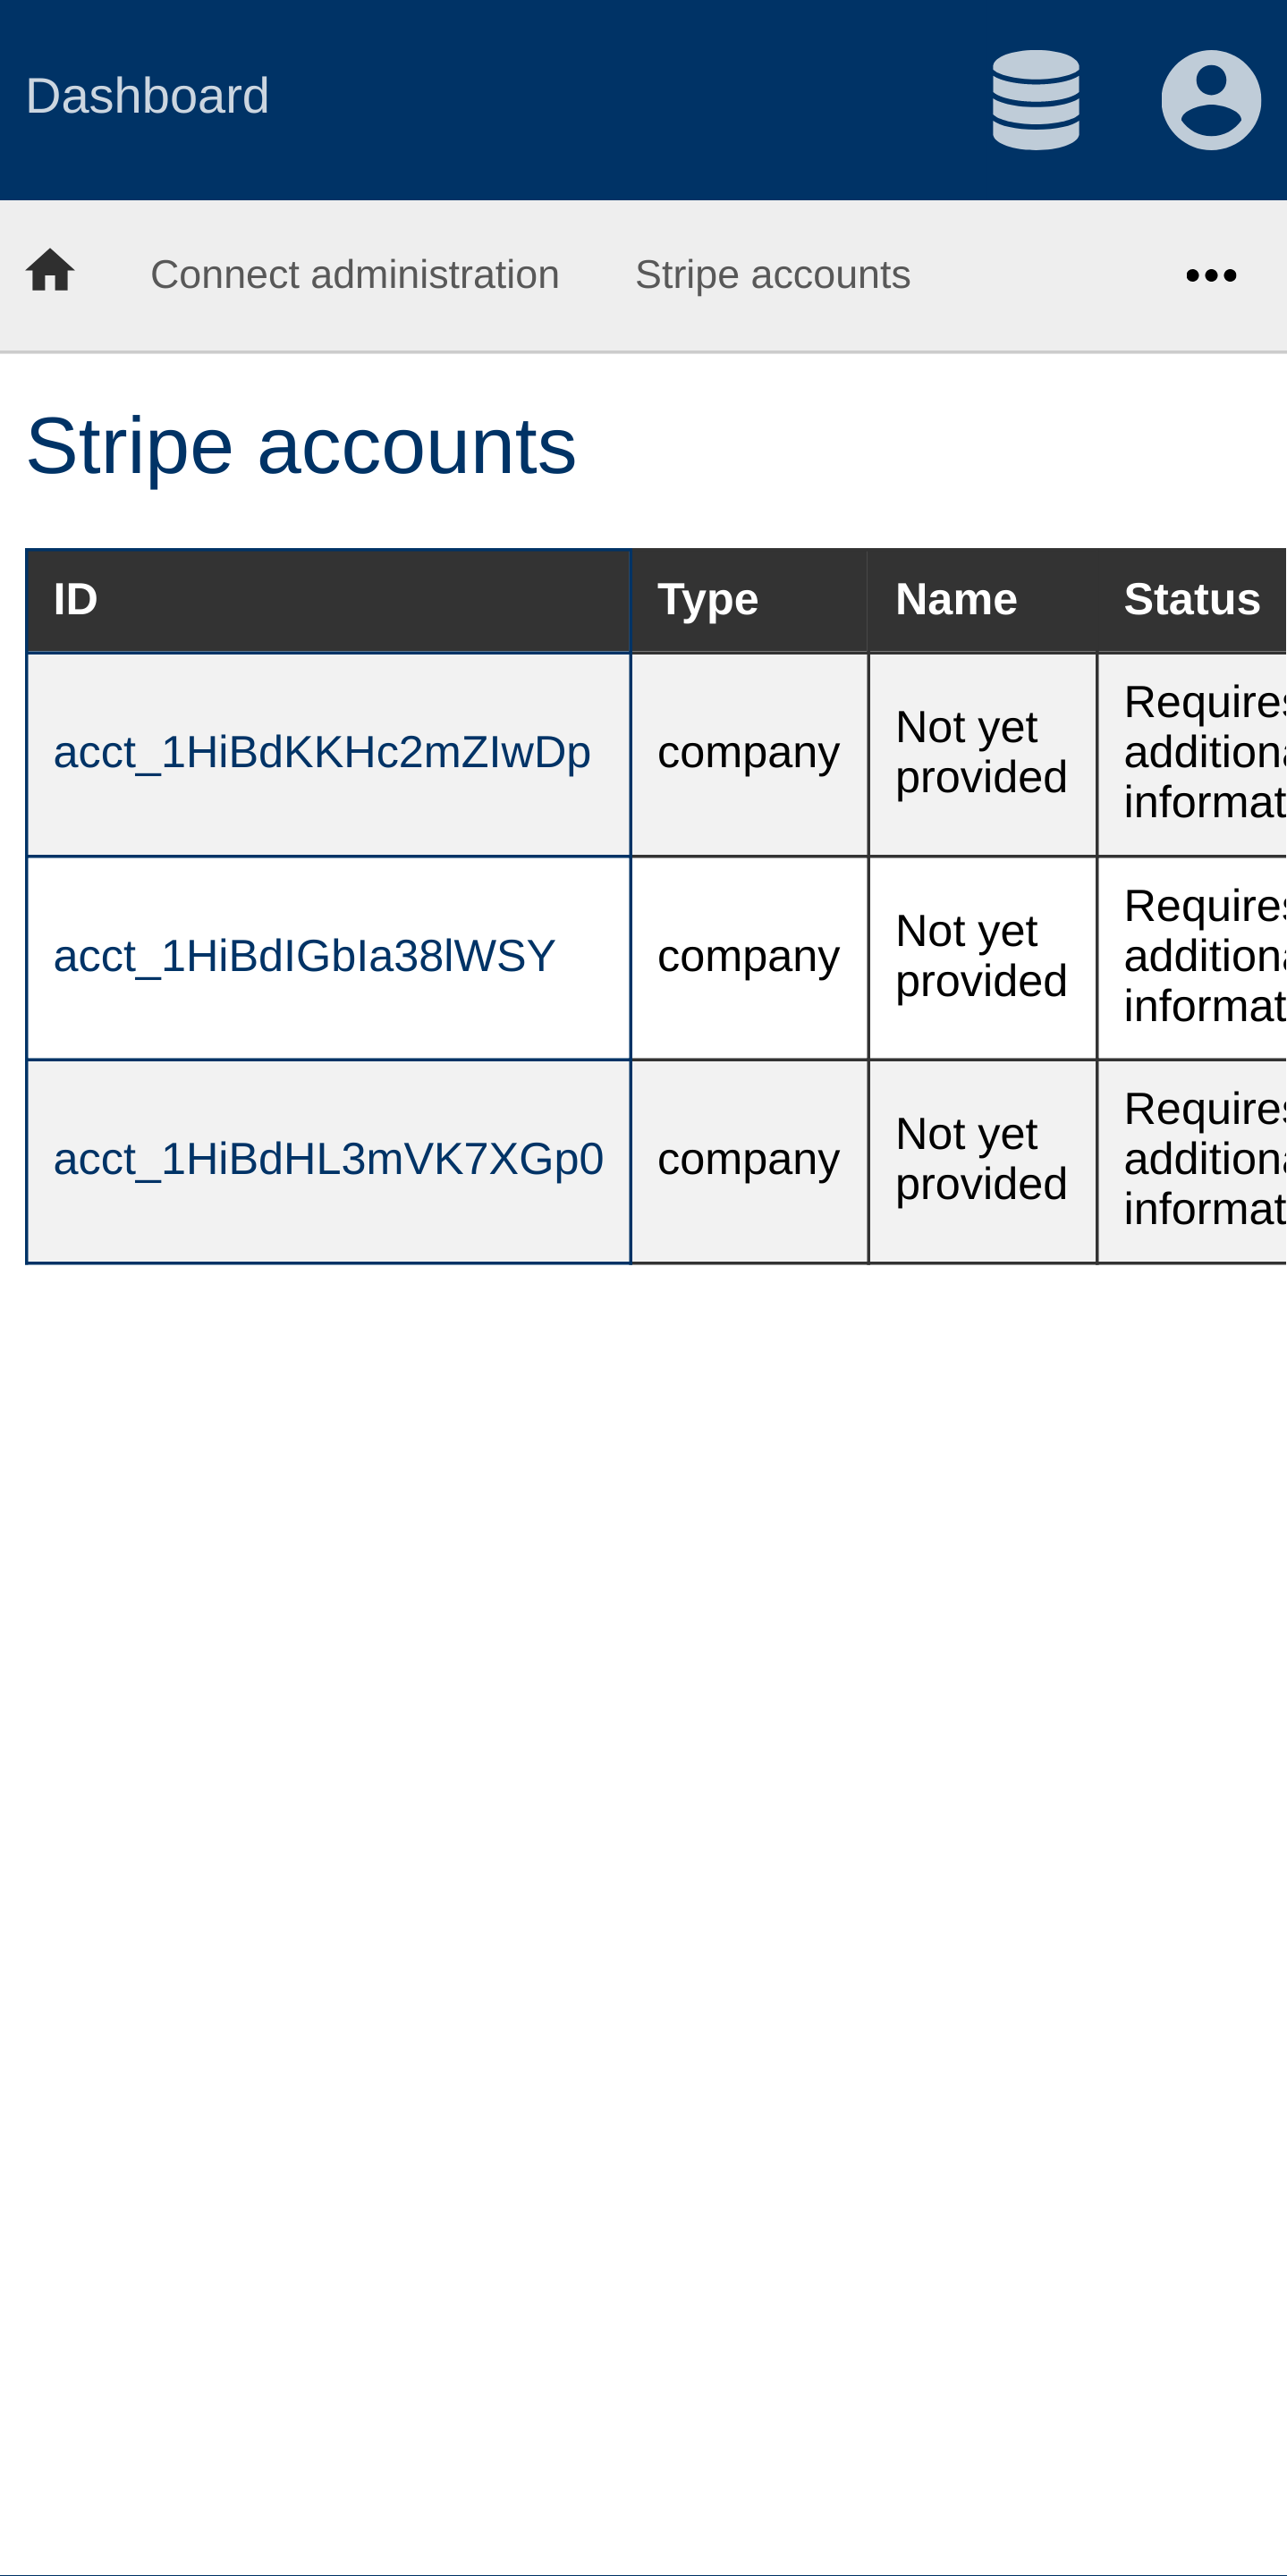 Dashboard
Connect administration Stripe accounts
Stripe accounts
ID Type Name Status
acct_1HiBdKKHc2mZIwDp company Not yet
provided Requires
additiona
informat
acct_1HiBdIGbIa38lWSY company Not yet
provided Requires
additiona
informat
acct_1HiBdHL3mVK7XGp0 company Not yet
provided Requires
additiona
informat